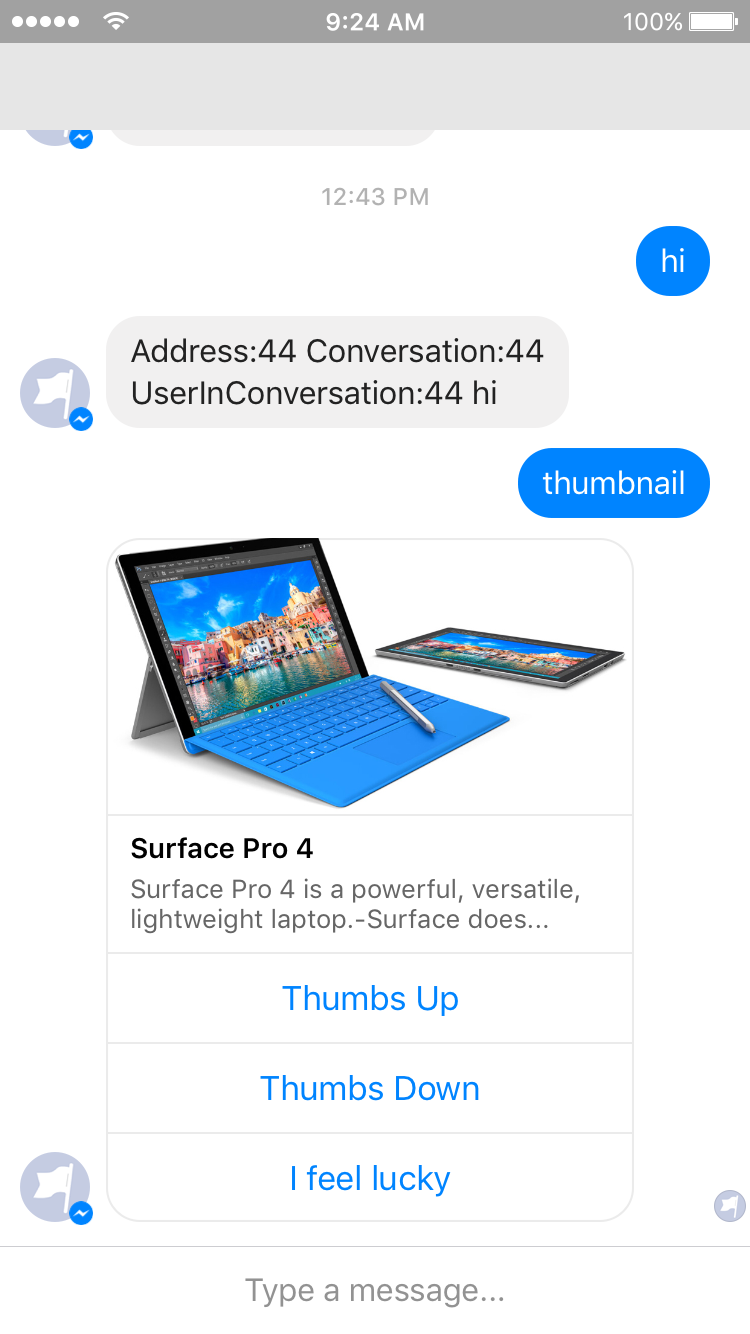 9:24 AM
100%
12:43 PM
hi
Address:44 Conversation:44
UserInConversation:44 hi
thumbnail
Surface Pro 4
Surface Pro 4 is a powerful, versatile,
lightweight laptop.-Surface does...
Thumbs Up
Thumbs Down
I feel lucky
Type a message...